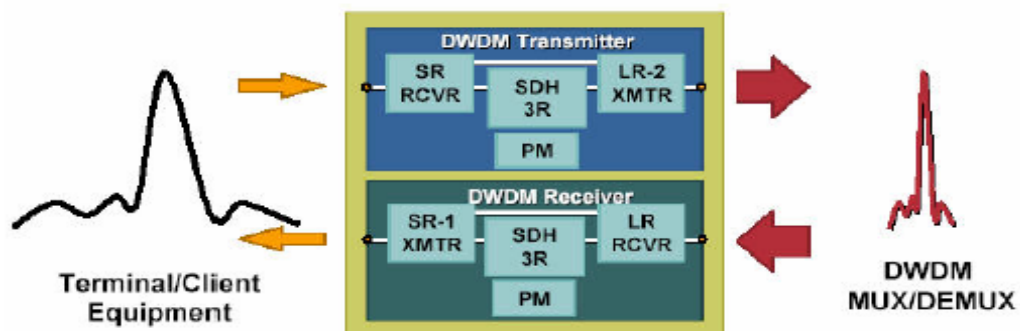 DWDM Transmitter
SR
RCVR
SDH
3R
LR-2
XMTR
PM
DWDM Receiver
SR-1
XMTR
SDH
3R
LR
RCVR
PM
Terminal/Client
Equipment
DWDM
MUX/DEMUX